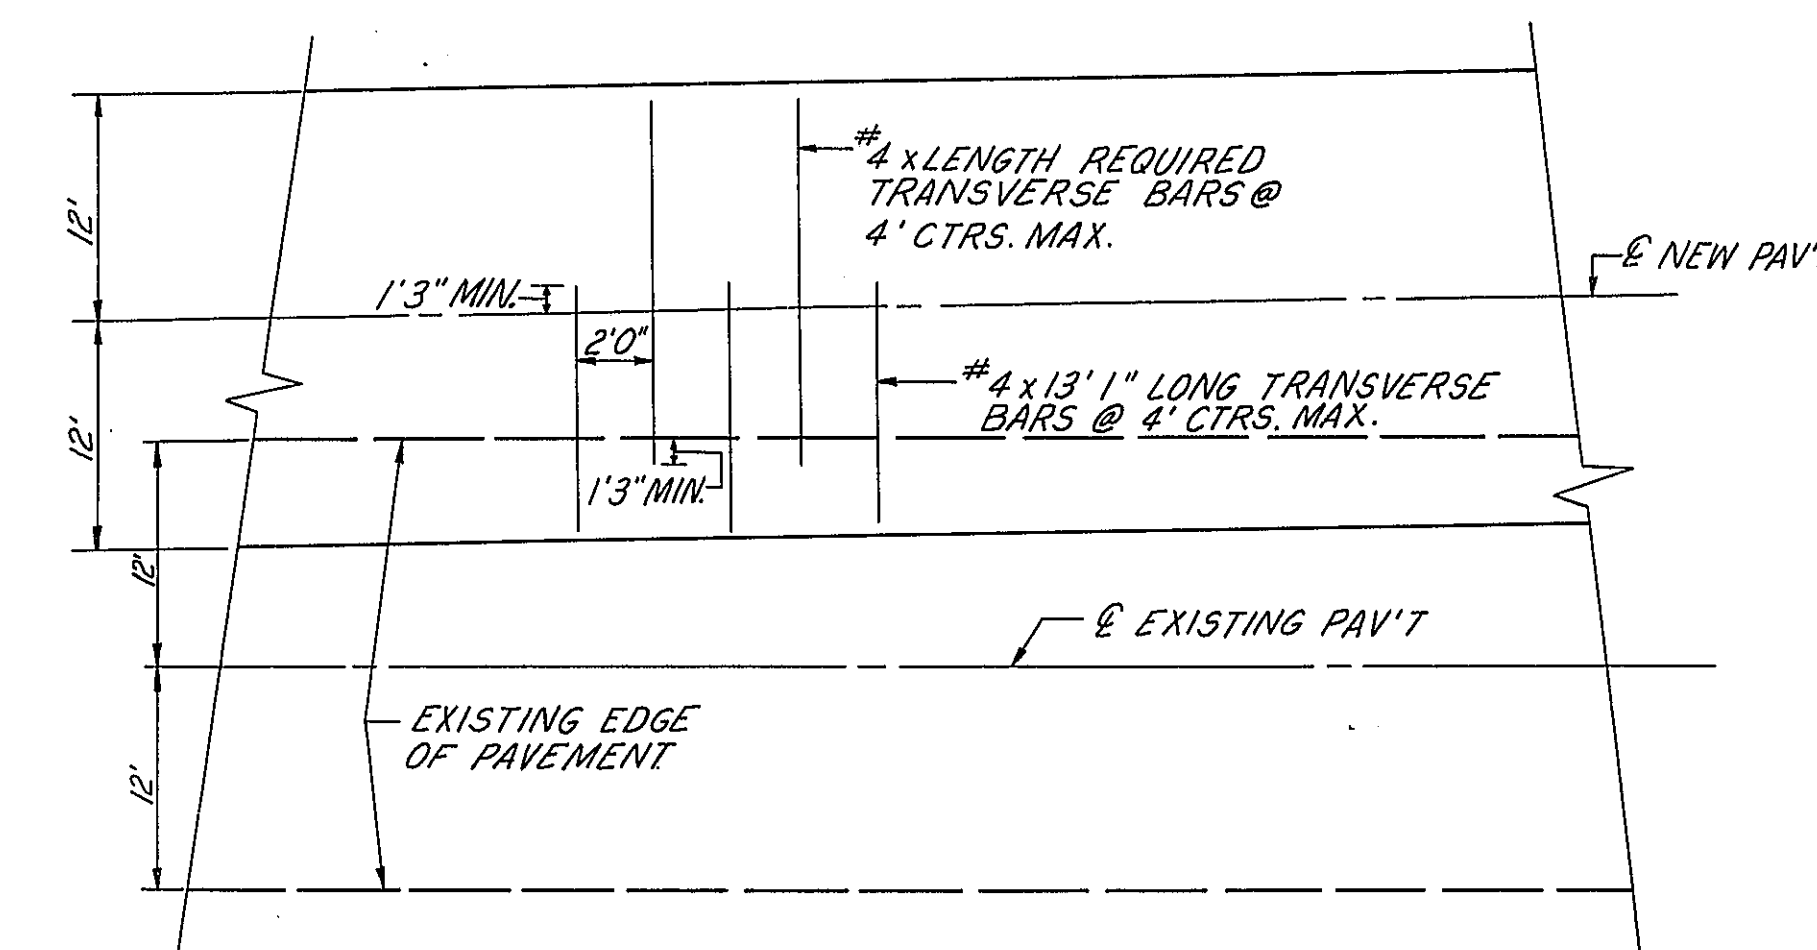 #4 x LENGTH REQUIRED
TRANSVERSE BARS @
4' CTRS. MAX.
12'
℄ NEW PAV'
1'3" MIN.
2'0"
#4 x 13' 1" LONG TRANSVERSE
BARS @ 4' CTRS. MAX.
12'
1'3" MIN.
12'
℄ EXISTING PAV'T
EXISTING EDGE
OF PAVEMENT.
12'